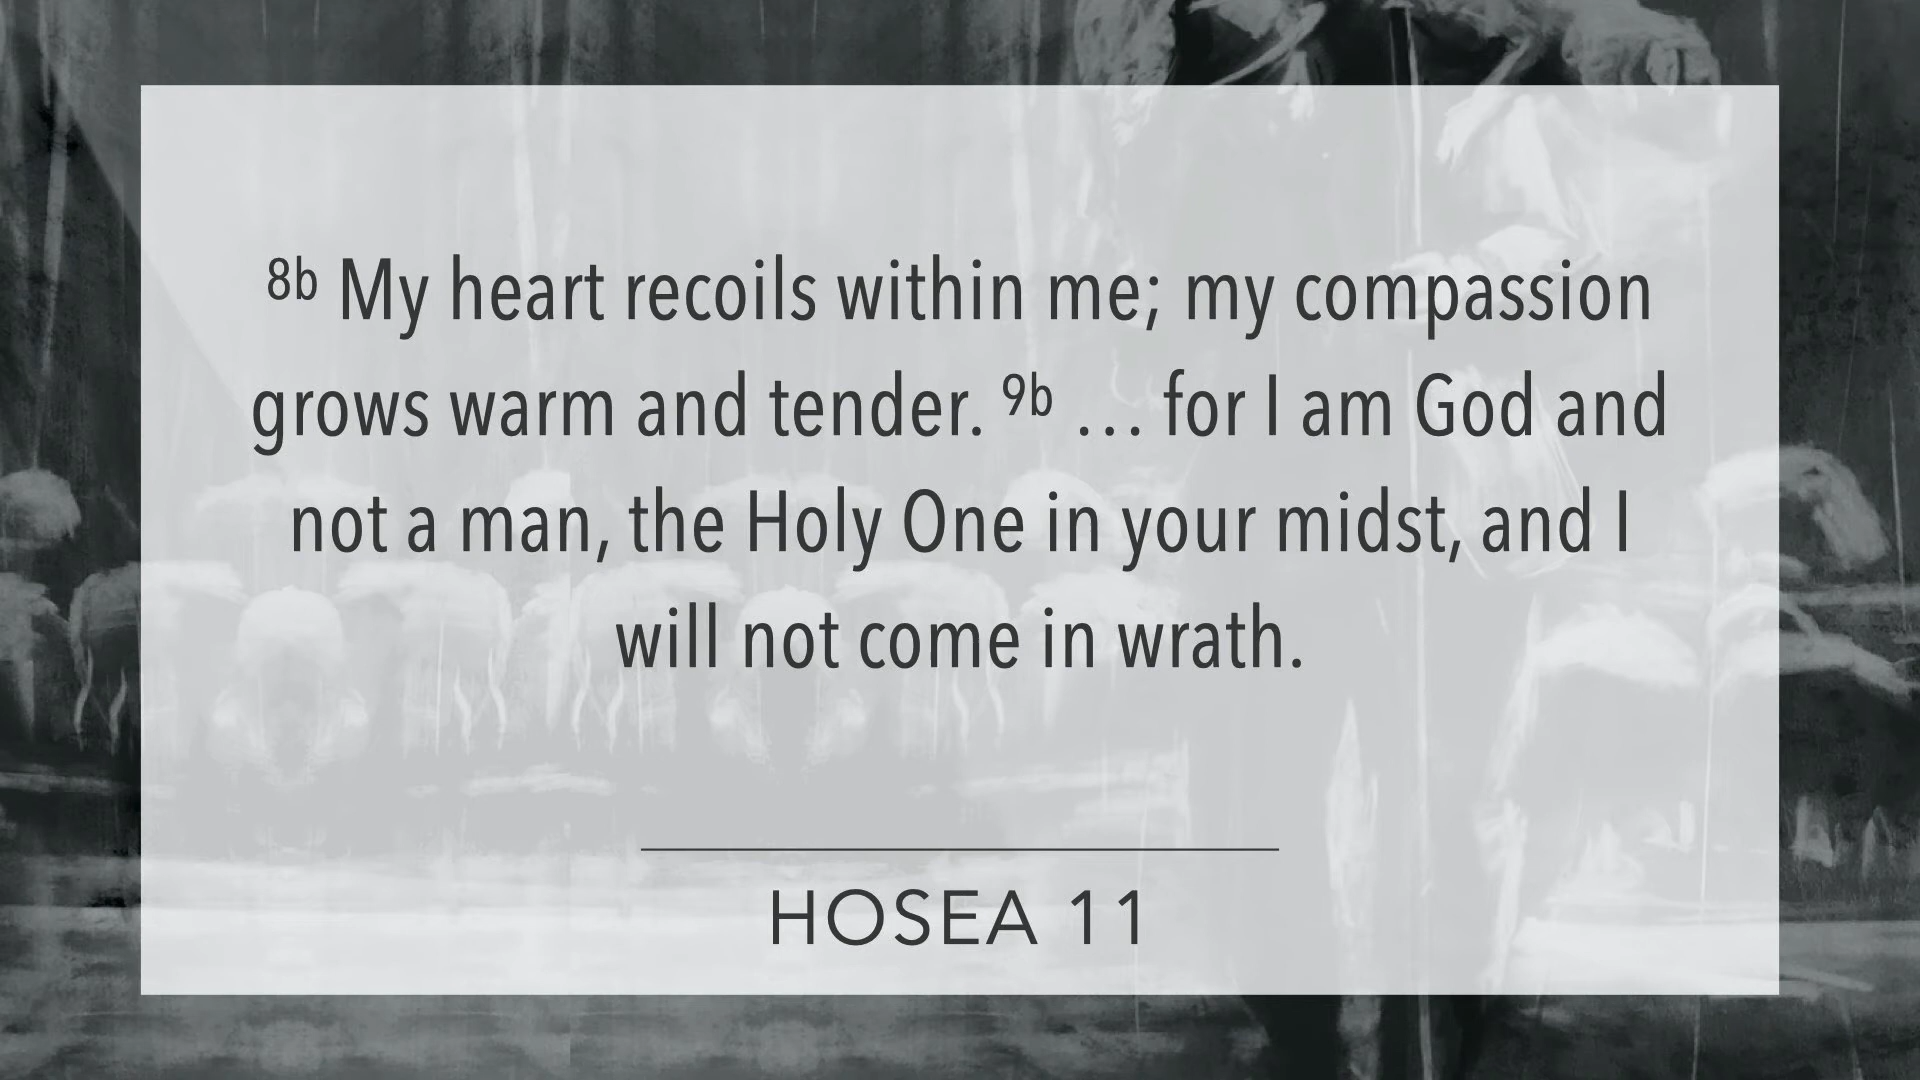 8b My heart recoils within me; my compassion
grows warm and tender. 9b … for I am God and
not a man, the Holy One in your midst, and I
will not come in wrath.
HOSEA 11